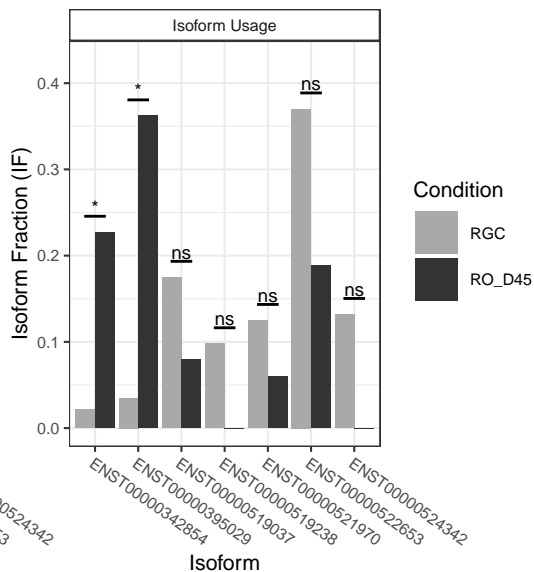 Isoform Usage
0.4
0.3
0.2
0.1
0.0
Isoform Fraction (IF)
*
*
ns
ns
ns
ns
ns
Condition
RGC
RO_D45
ENST00000342854
ENST00000395029
ENST00000519037
ENST00000519238
ENST00000521970
ENST00000522653
ENST00000524342
Isoform